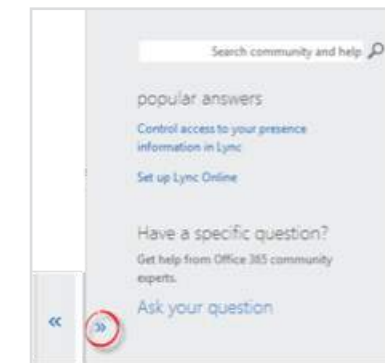 Search community and help
popular answers
Control access to your presence
information in Lync
Set up Lync Online
Have a specific question?
Get help from Office 365 community
experts.
Ask your question
« »